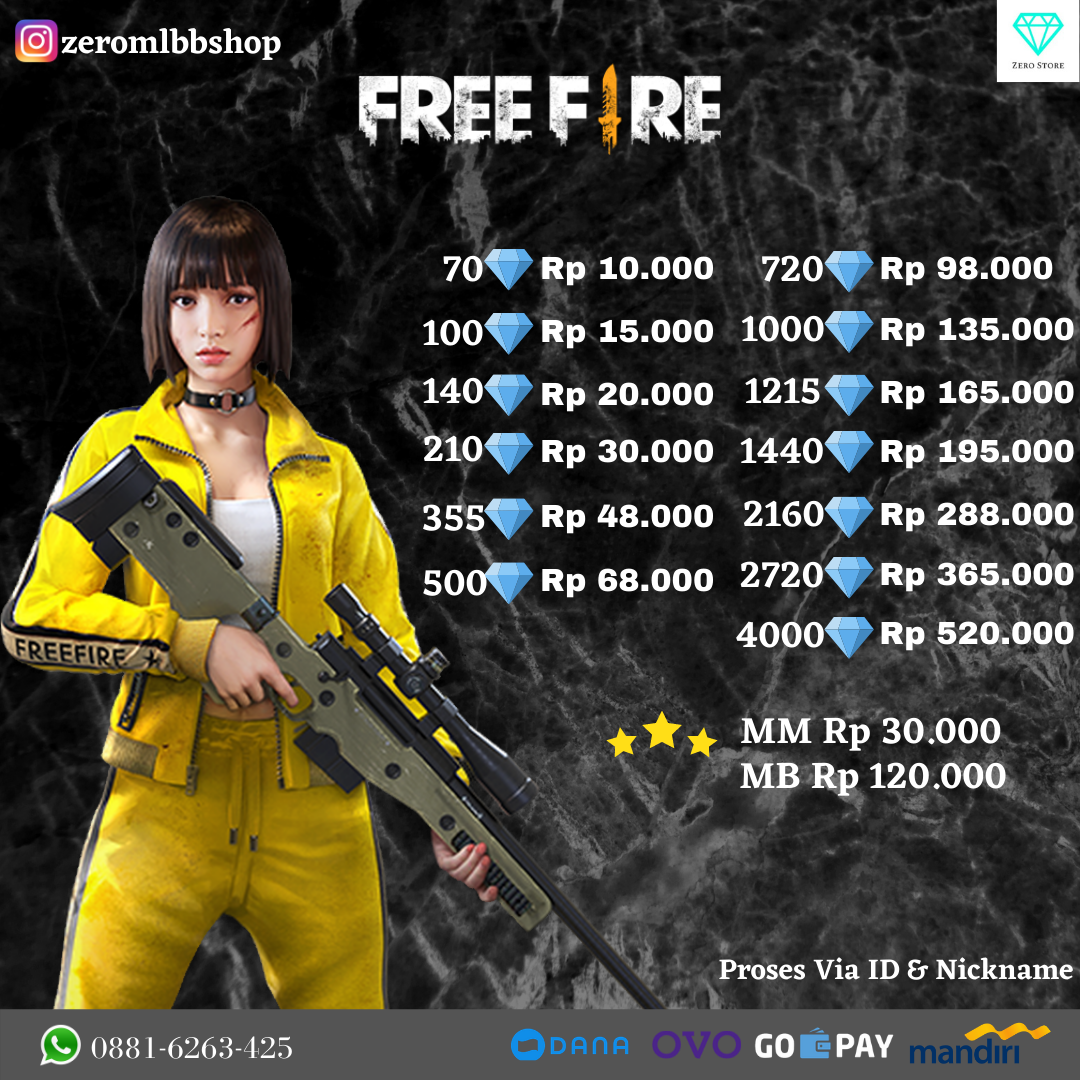 zeromlbbshop
ZERO STORE
FREE FIRE
70 Rp 10.000
100 Rp 15.000
140 Rp 20.000
210 Rp 30.000
355 Rp 48.000
500 Rp 68.000
720 Rp 98.000
1000 Rp 135.000
1215 Rp 165.000
1440 Rp 195.000
2160 Rp 288.000
2720 Rp 365.000
4000 Rp 520.000
FREEFIRE
MM Rp 30.000
MB Rp 120.000
Proses Via ID & Nickname
0881-6263-425
DANA OVO GO PAY mandiri